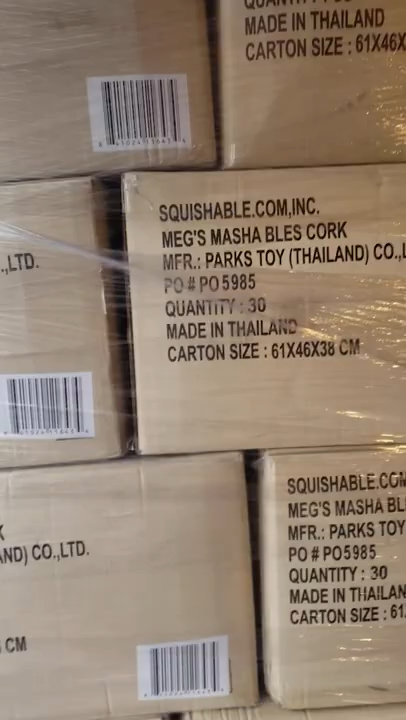 MADE IN THAILAND
CARTON SIZE : 61X46X
SQUISHABLE.COM,INC.
MEG'S MASHA BLES CORK
MFR.: PARKS TOY (THAILAND) CO.,L
PO # PO5985
QUANTITY : 30
MADE IN THAILAND
CARTON SIZE : 61X46X38 CM
.,LTD.
AND) CO.,LTD.
CM
SQUISHABLE.COM
MEG'S MASHA BL
MFR.: PARKS TOY
PO # PO5985
QUANTITY : 30
MADE IN THAILAN
CARTON SIZE : 61